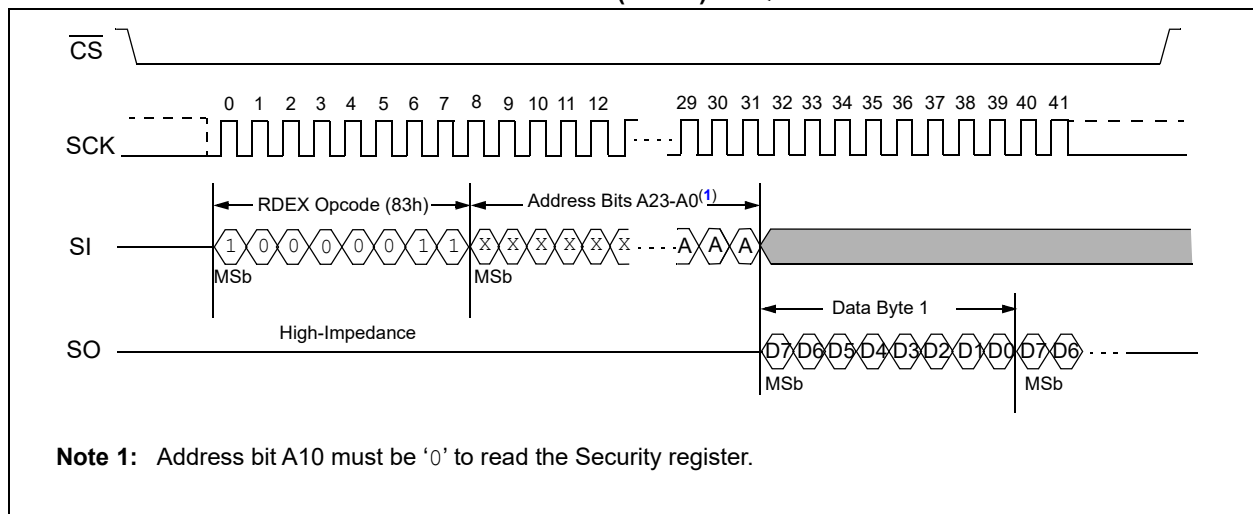 CS
0 1 2 3 4 5 6 7 8 9 10 11 12 29 30 31 32 33 34 35 36 37 38 39 40 41
SCK
RDEX Opcode (83h) Address Bits A23-A0(1)
SI 1 0 0 0 0 0 1 1 X X X X X X A A A
MSb MSb
Data Byte 1
High-Impedance
SO D7 D6 D5 D4 D3 D2 D1 D0 D7 D6
MSb MSb
Note 1: Address bit A10 must be ‘0’ to read the Security register.